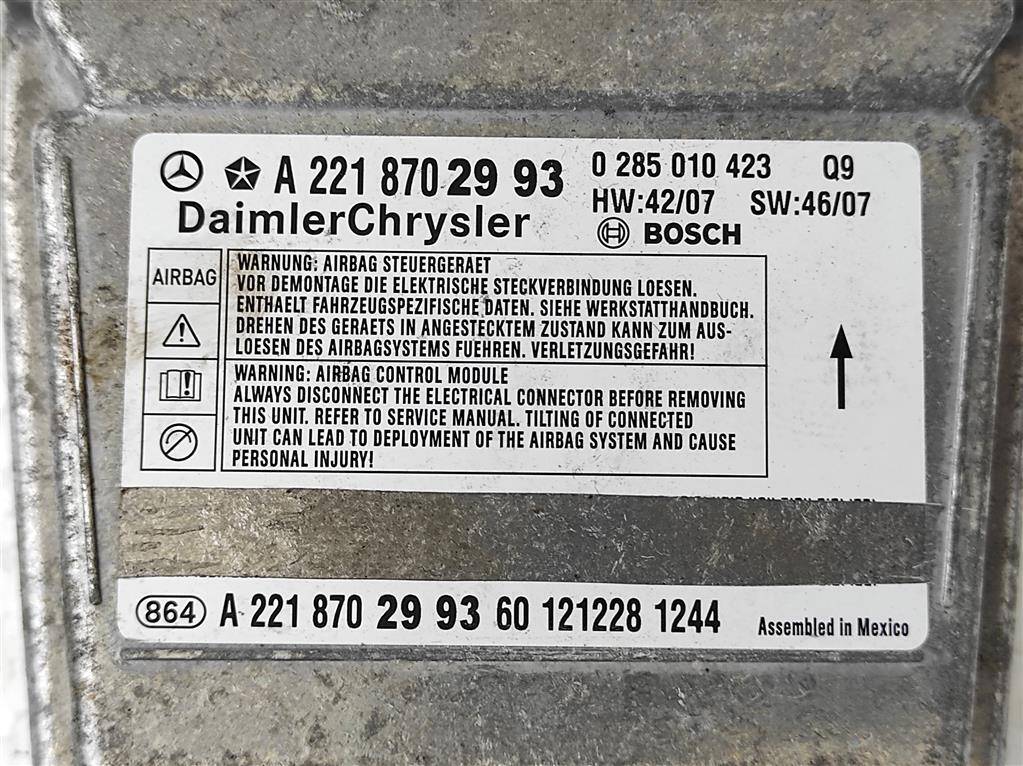 A 221 870 29 93
0 285 010 423 Q9
HW:42/07 SW:46/07
DaimlerChrysler
BOSCH
AIRBAG
WARNUNG: AIRBAG STEUERGERAET
VOR DEMONTAGE DIE ELEKTRISCHE STECKVERBINDUNG LOESEN.
ENTHAELT FAHRZEUGSPEZIFISCHE DATEN. SIEHE WERKSTATTHANDBUCH.
DREHEN DES GERAETS IN ANGESTECKTEM ZUSTAND KANN ZUM AUS-
LOESEN DES AIRBAGSYSTEMS FUEHREN. VERLETZUNGSGEFAHR!
WARNING: AIRBAG CONTROL MODULE
ALWAYS DISCONNECT THE ELECTRICAL CONNECTOR BEFORE REMOVING
THIS UNIT. REFER TO SERVICE MANUAL. TILTING OF CONNECTED
UNIT CAN LEAD TO DEPLOYMENT OF THE AIRBAG SYSTEM AND CAUSE
PERSONAL INJURY!
864 A 221 870 29 93 60 121228 1244 Assembled in Mexico